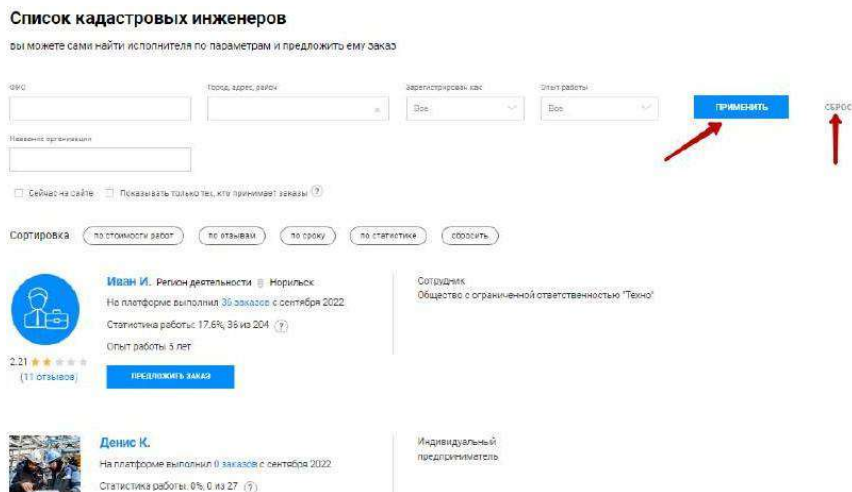 Список кадастровых инженеров
вы можете сами найти исполнителя по параметрам и предложить ему заказ
ФИО
Город, адрес, район
Зарегистрирован как
Опыт работы
Все
Все
ПРИМЕНИТЬ
СБРОС
Название организации
Сейчас на сайте
Показывать только тех, кто принимает заказы ?
Сортировка
по стоимости работ
по отзывам
по сроку
по статистике
сбросить
Иван И. Регион деятельности Норильск
На платформе выполнил 36 заказов с сентября 2022
Статистика работы: 17.6%, 36 из 204 ?
Опыт работы 5 лет
2.21
(11 отзывов)
ПРЕДЛОЖИТЬ ЗАКАЗ
Сотрудник
Общество с ограниченной ответственностью "Техно"
Денис К.
На платформе выполнил 0 заказов с сентября 2022
Статистика работы: 0%, 0 из 27 ?
Индивидуальный
предприниматель